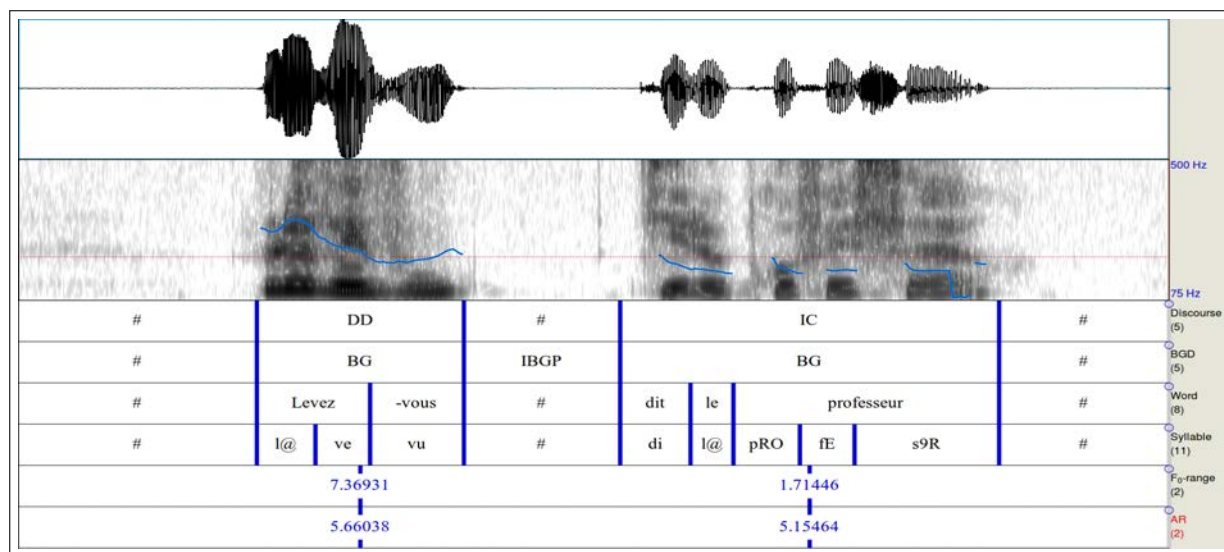 500 Hz
75 Hz
# DD # IC # Discourse (5)
# BG IBGP BG # BGD (5)
# Levez -vous # dit le professeur # Word (8)
# l@ ve vu # di l@ pRO fE s9R # Syllable (11)
7.36931 1.71446 F₀-range (2)
5.66038 5.15464 AR (2)